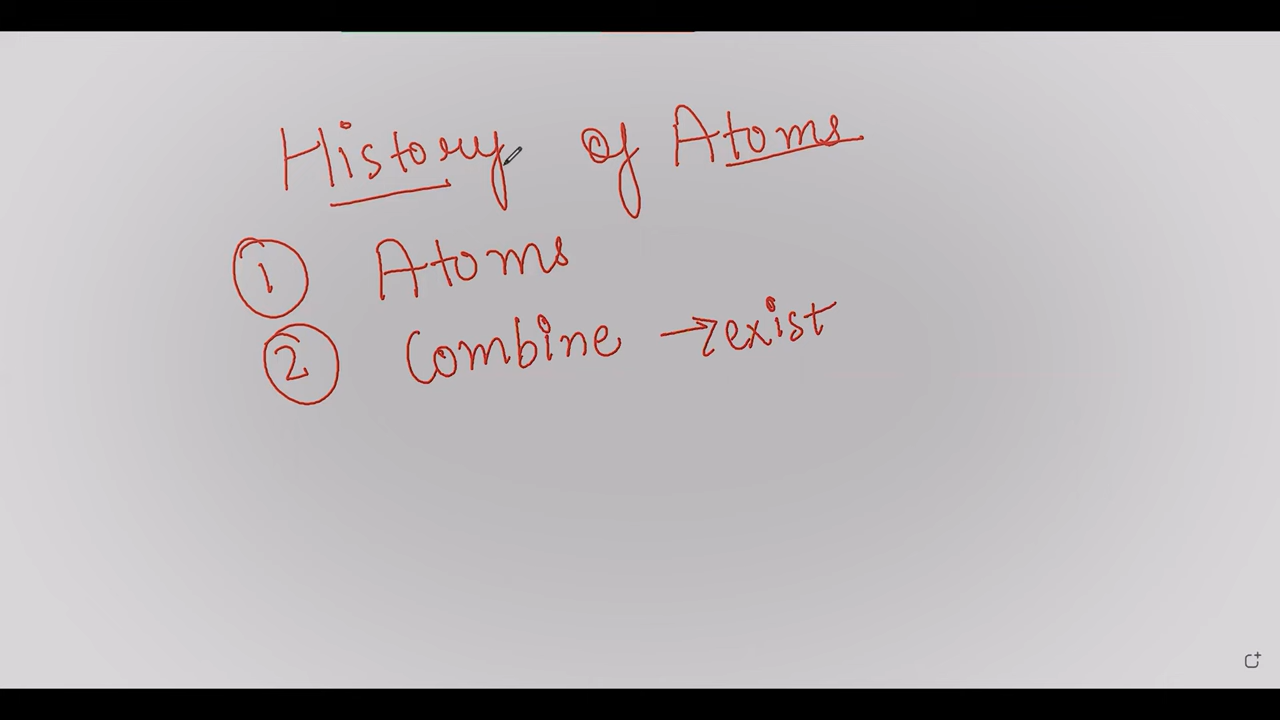 History of Atoms
1 Atoms
2 Combine → exist